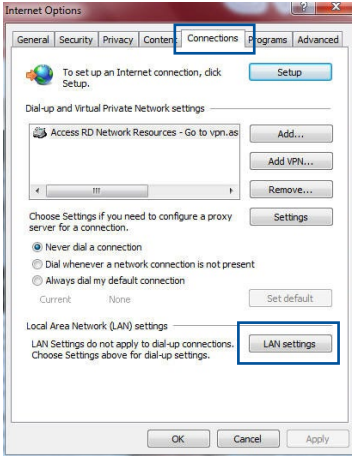 Internet Options
General Security Privacy Content Connections Programs Advanced
To set up an Internet connection, click
Setup.
Setup
Dial-up and Virtual Private Network settings
Access RD Network Resources - Go to vpn.as
Add...
Add VPN...
Remove...
Choose Settings if you need to configure a proxy
server for a connection.
Settings
Never dial a connection
Dial whenever a network connection is not present
Always dial my default connection
Current None
Set default
Local Area Network (LAN) settings
LAN Settings do not apply to dial-up connections.
Choose Settings above for dial-up settings.
LAN settings
OK Cancel Apply